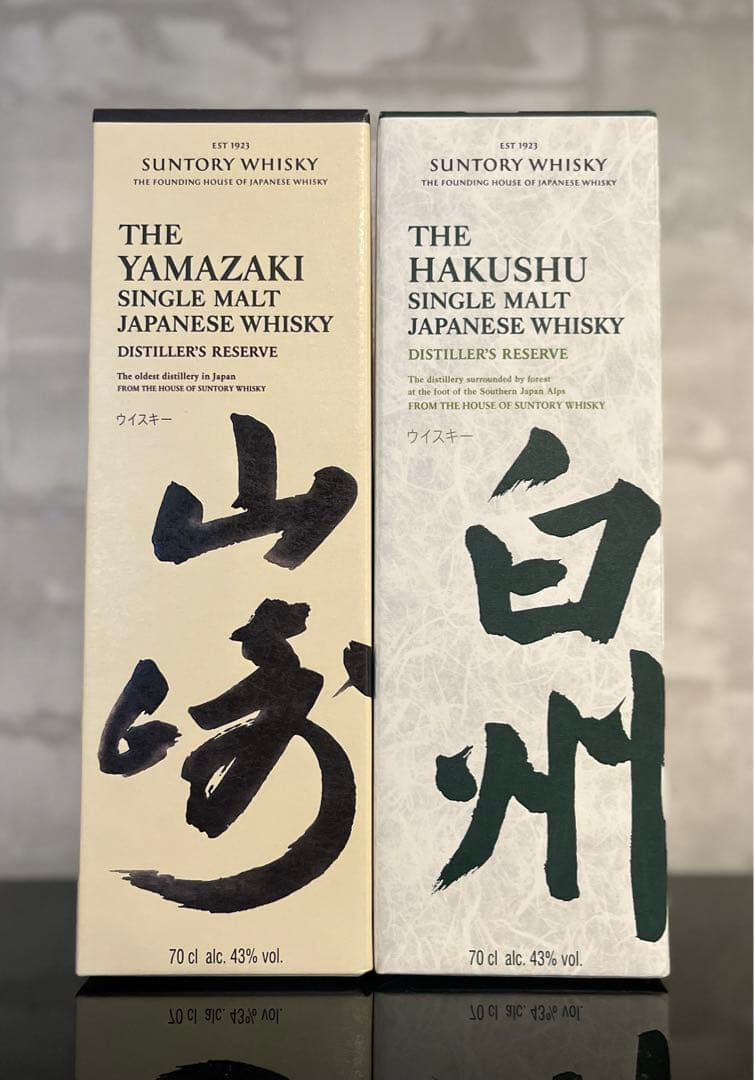 EST 1923
SUNTORY WHISKY
THE FOUNDING HOUSE OF JAPANESE WHISKY
THE
YAMAZAKI
SINGLE MALT
JAPANESE WHISKY
DISTILLER'S RESERVE
The oldest distillery in Japan
FROM THE HOUSE OF SUNTORY WHISKY
ウイスキー
山
崎
70 cl alc. 43% vol.
EST 1923
SUNTORY WHISKY
THE FOUNDING HOUSE OF JAPANESE WHISKY
THE
HAKUSHU
SINGLE MALT
JAPANESE WHISKY
DISTILLER'S RESERVE
The distillery surrounded by forest
at the foot of the Southern Japan Alps
FROM THE HOUSE OF SUNTORY WHISKY
ウイスキー
白
州
70 cl alc. 43% vol.